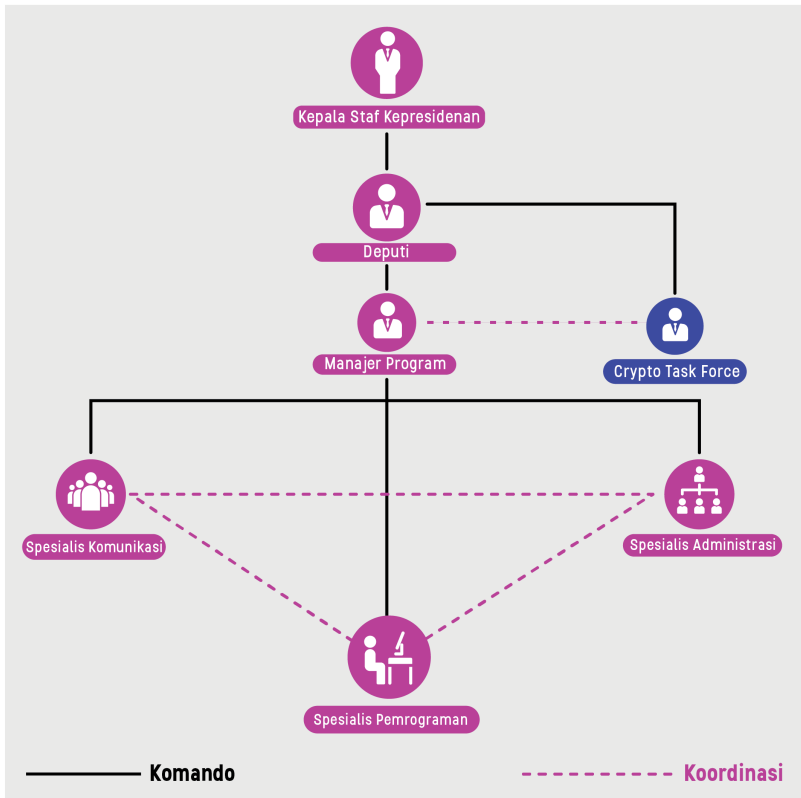 Kepala Staf Kepresidenan
Deputi
Manajer Program
Crypto Task Force
Spesialis Komunikasi
Spesialis Administrasi
Spesialis Pemrograman
Komando
Koordinasi